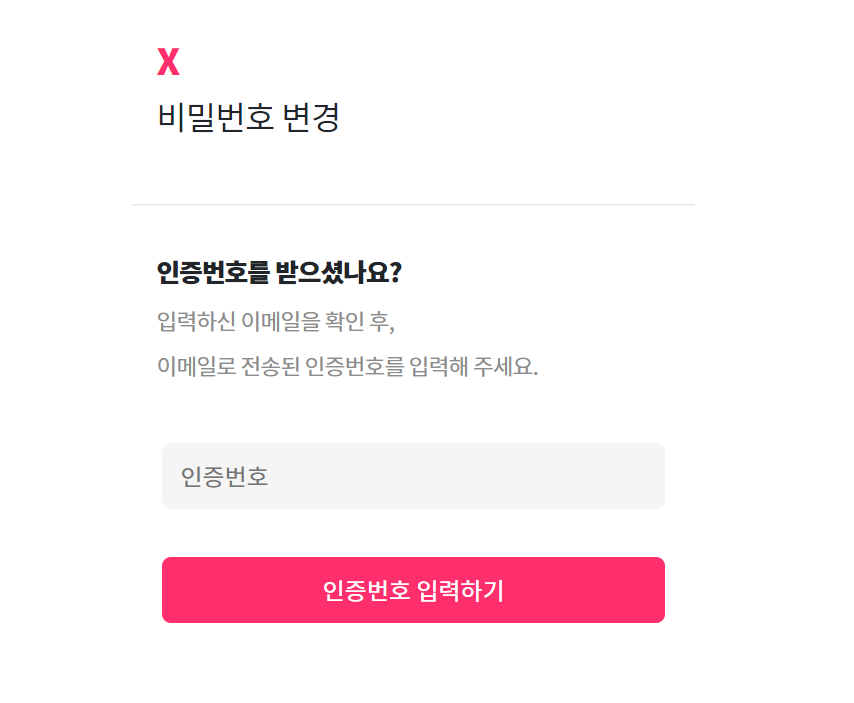 X
비밀번호 변경
인증번호를 받으셨나요?
입력하신 이메일을 확인 후,
이메일로 전송된 인증번호를 입력해 주세요.
인증번호
인증번호 입력하기